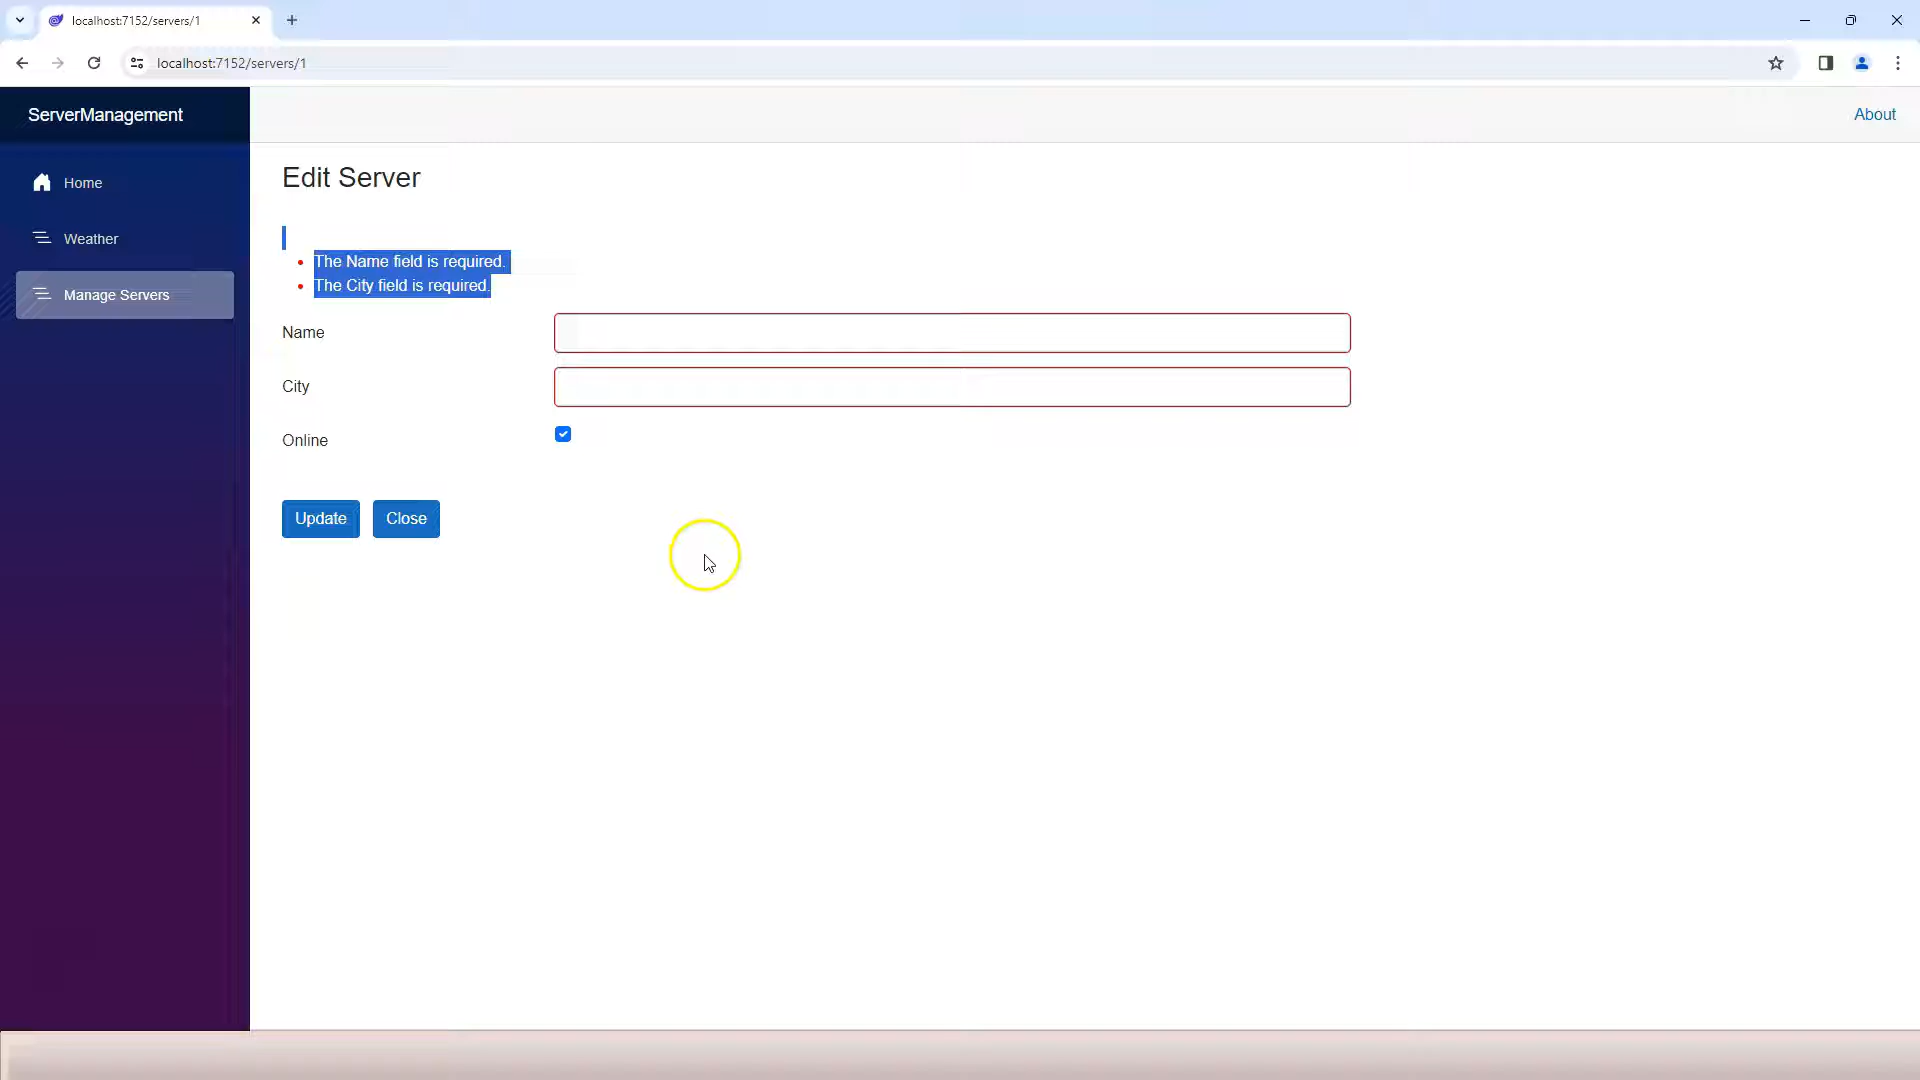 localhost:7152/servers/1
localhost:7152/servers/1
ServerManagement
About
Home
Weather
Manage Servers
Edit Server
The Name field is required.
The City field is required.
Name
City
Online
Update
Close